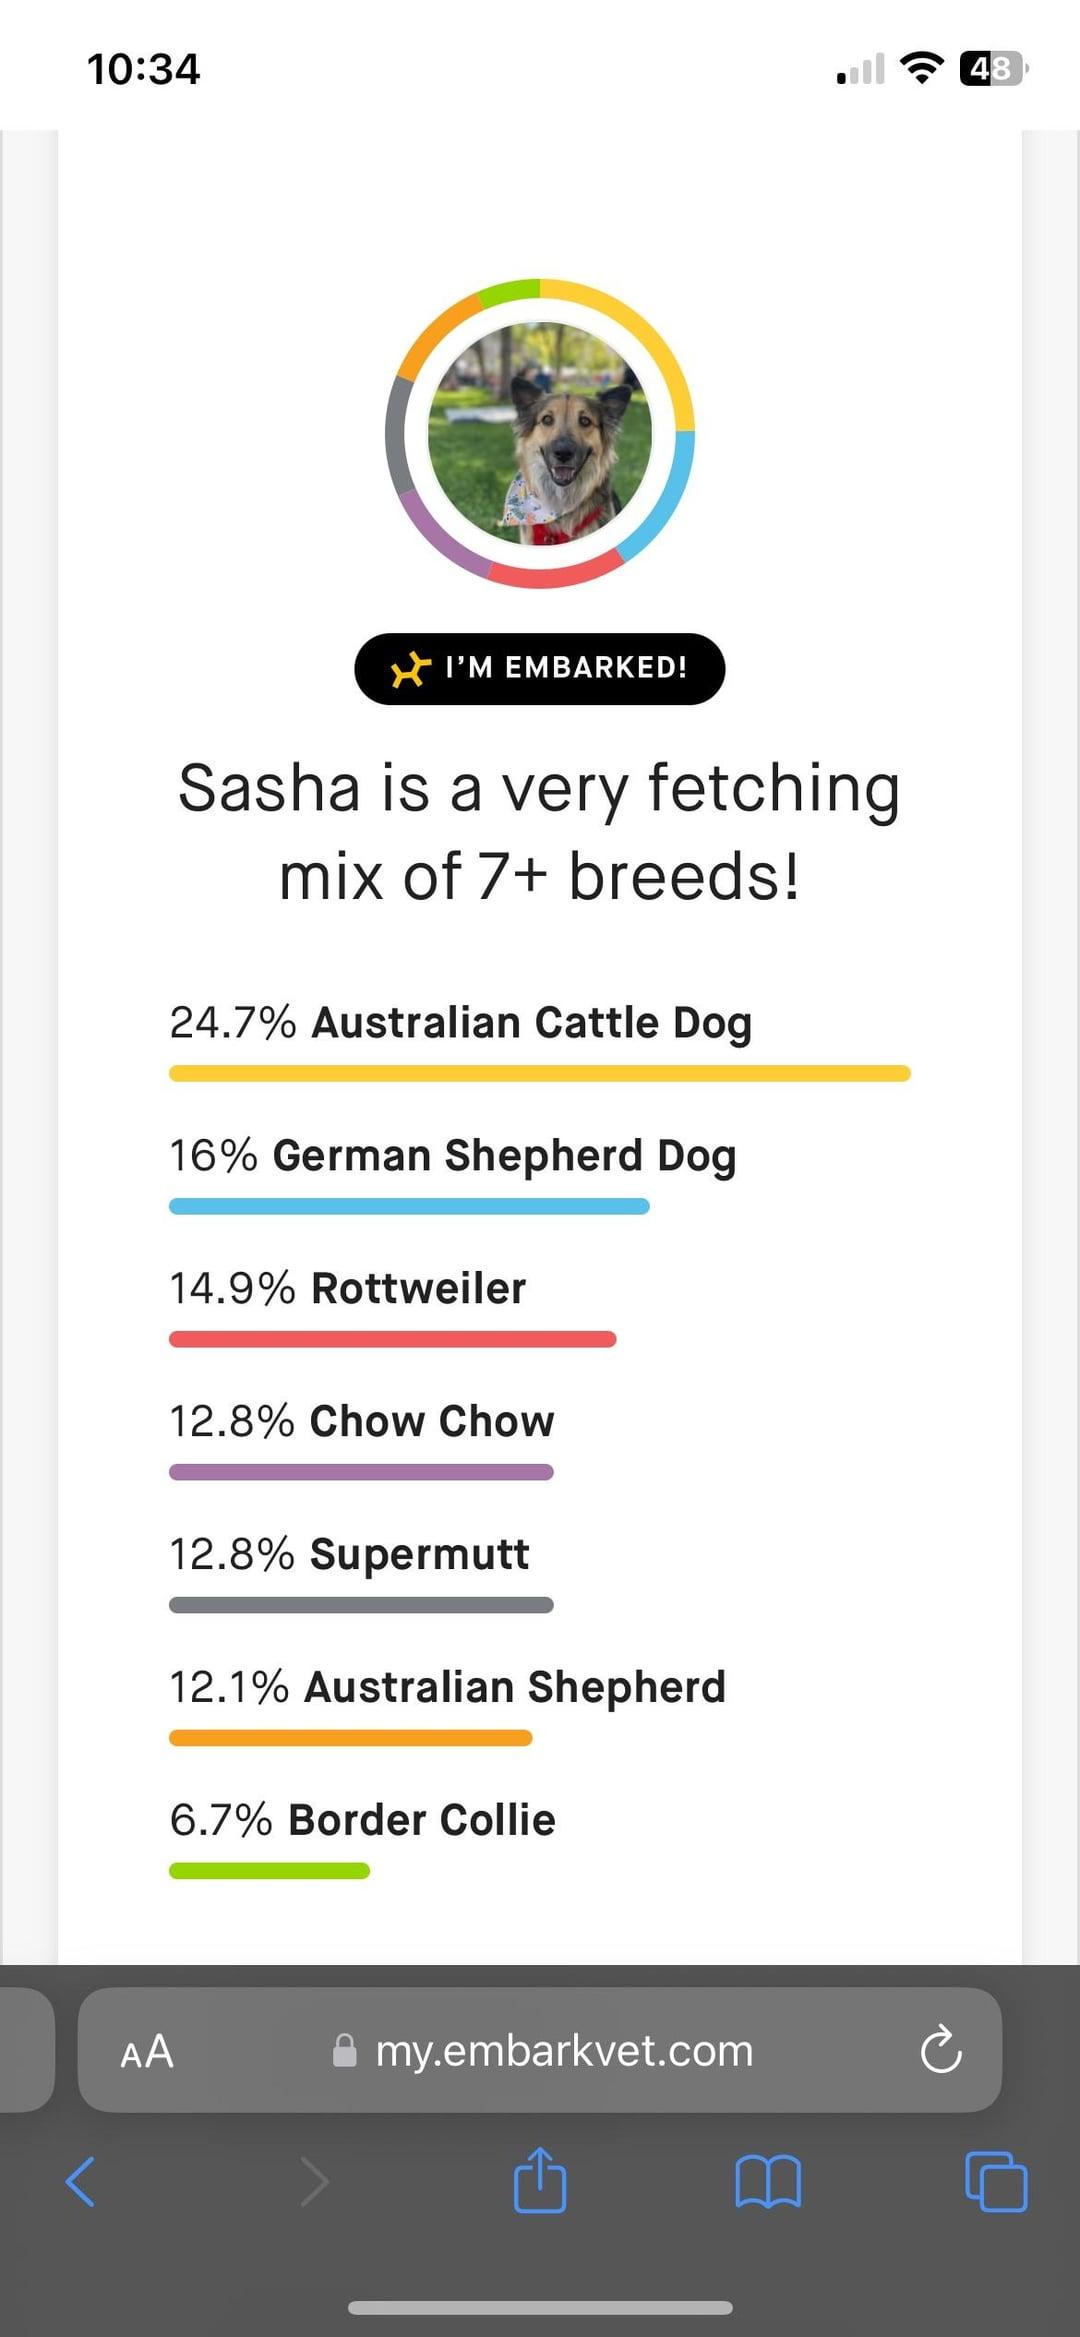 10:34
48
I'M EMBARKED!
Sasha is a very fetching
mix of 7+ breeds!
24.7% Australian Cattle Dog
16% German Shepherd Dog
14.9% Rottweiler
12.8% Chow Chow
12.8% Supermutt
12.1% Australian Shepherd
6.7% Border Collie
AA my.embarkvet.com